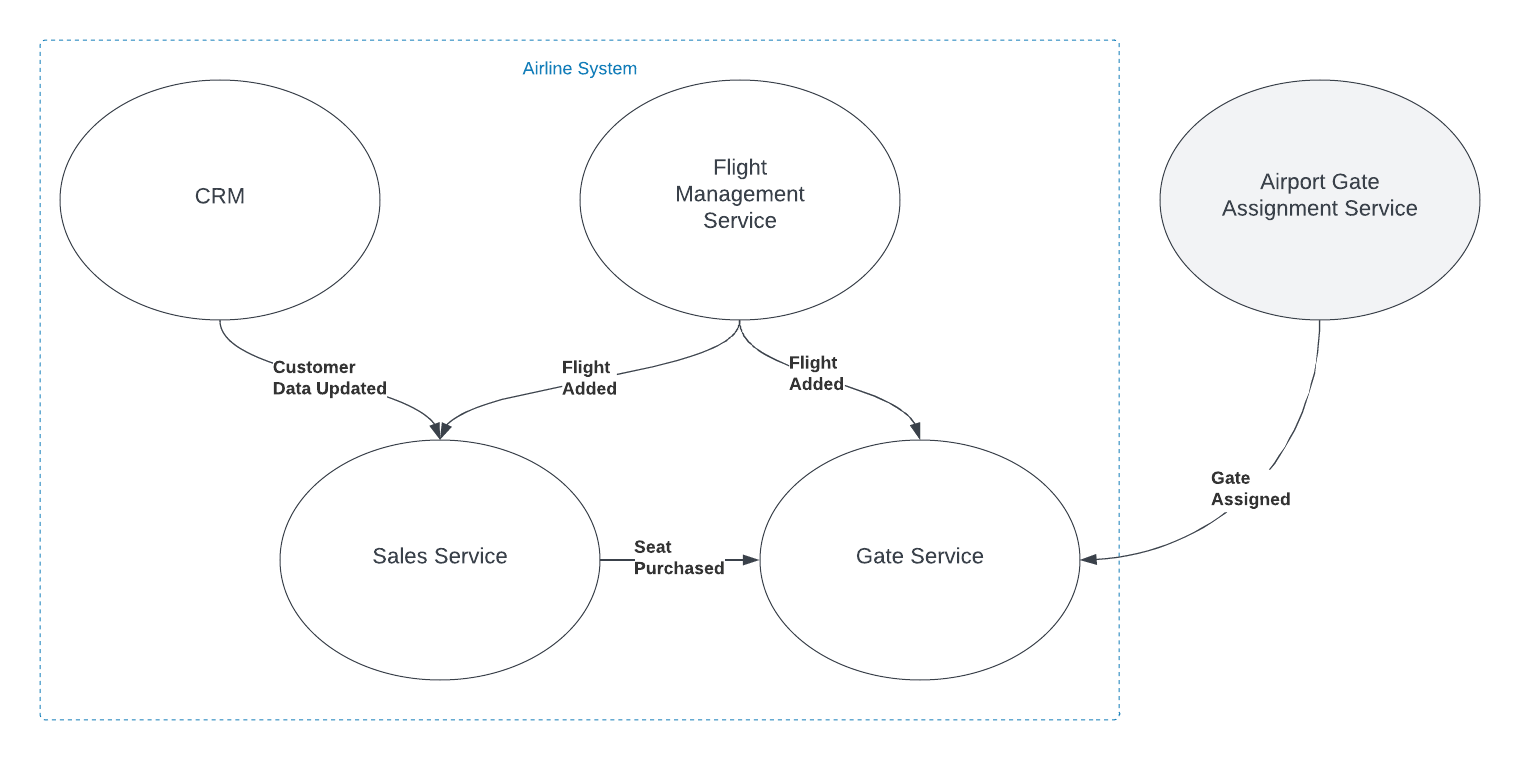 Airline System
CRM
Flight
Management
Service
Airport Gate
Assignment Service
Customer
Data Updated
Flight
Added
Flight
Added
Gate
Assigned
Sales Service
Seat
Purchased
Gate Service